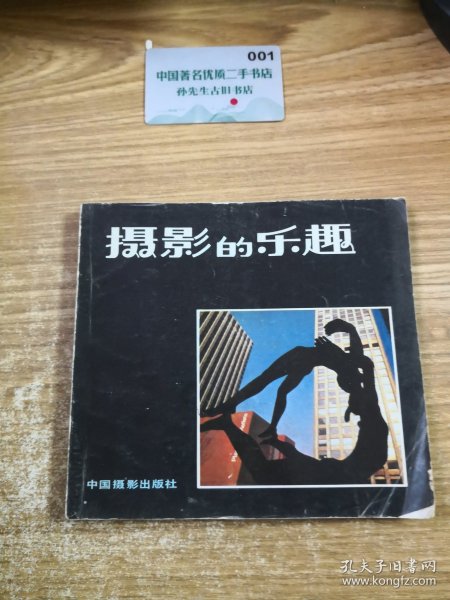 001
中国著名优质二手书店
孙先生古旧书店
摄影的乐趣
中国摄影出版社
孔夫子旧书网
www.kongfz.com